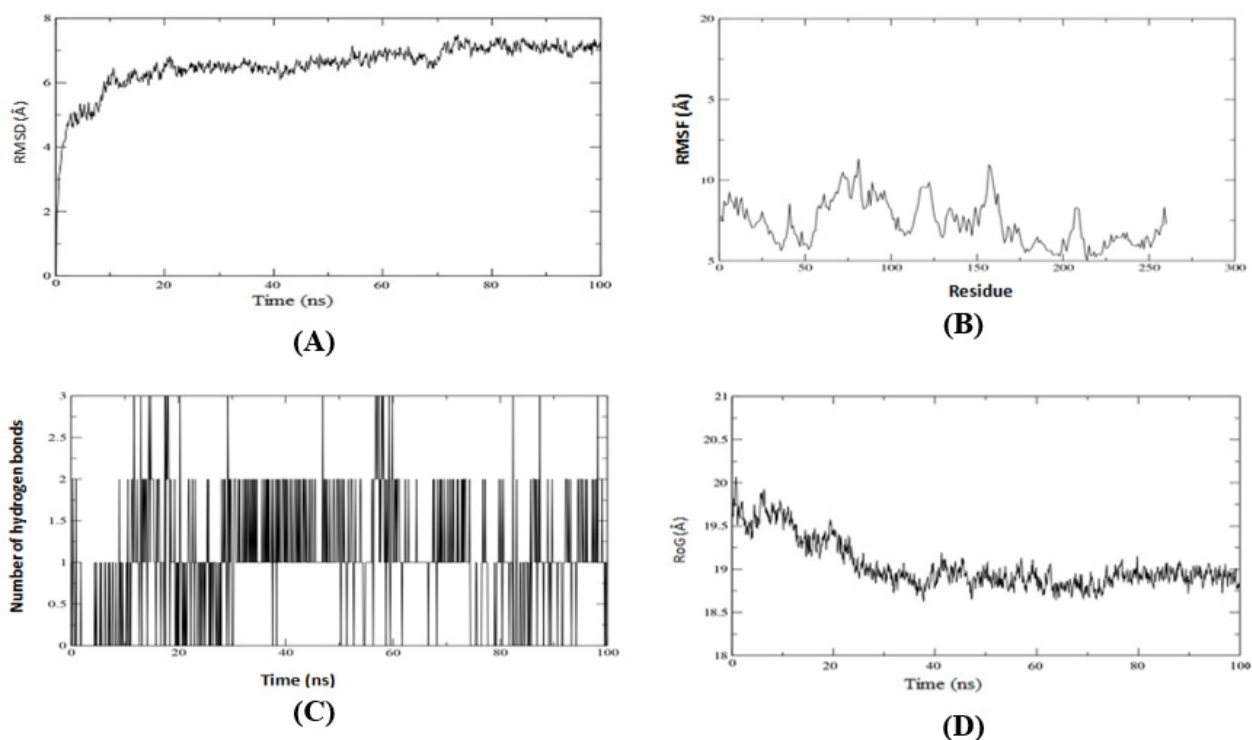 8
6
4
2
0
RMSD (Å)
0 20 40 60 80 100
Time (ns)
(A)
20
5
10
5
RMSF (Å)
0 50 100 150 200 250 300
Residue
(B)
3
2.5
2
1.5
1
0.5
0
Number of hydrogen bonds
0 20 40 60 80 100
Time (ns)
(C)
21
20.5
20
19.5
19
18.5
18
RoG (Å)
0 20 40 60 80 100
Time (ns)
(D)